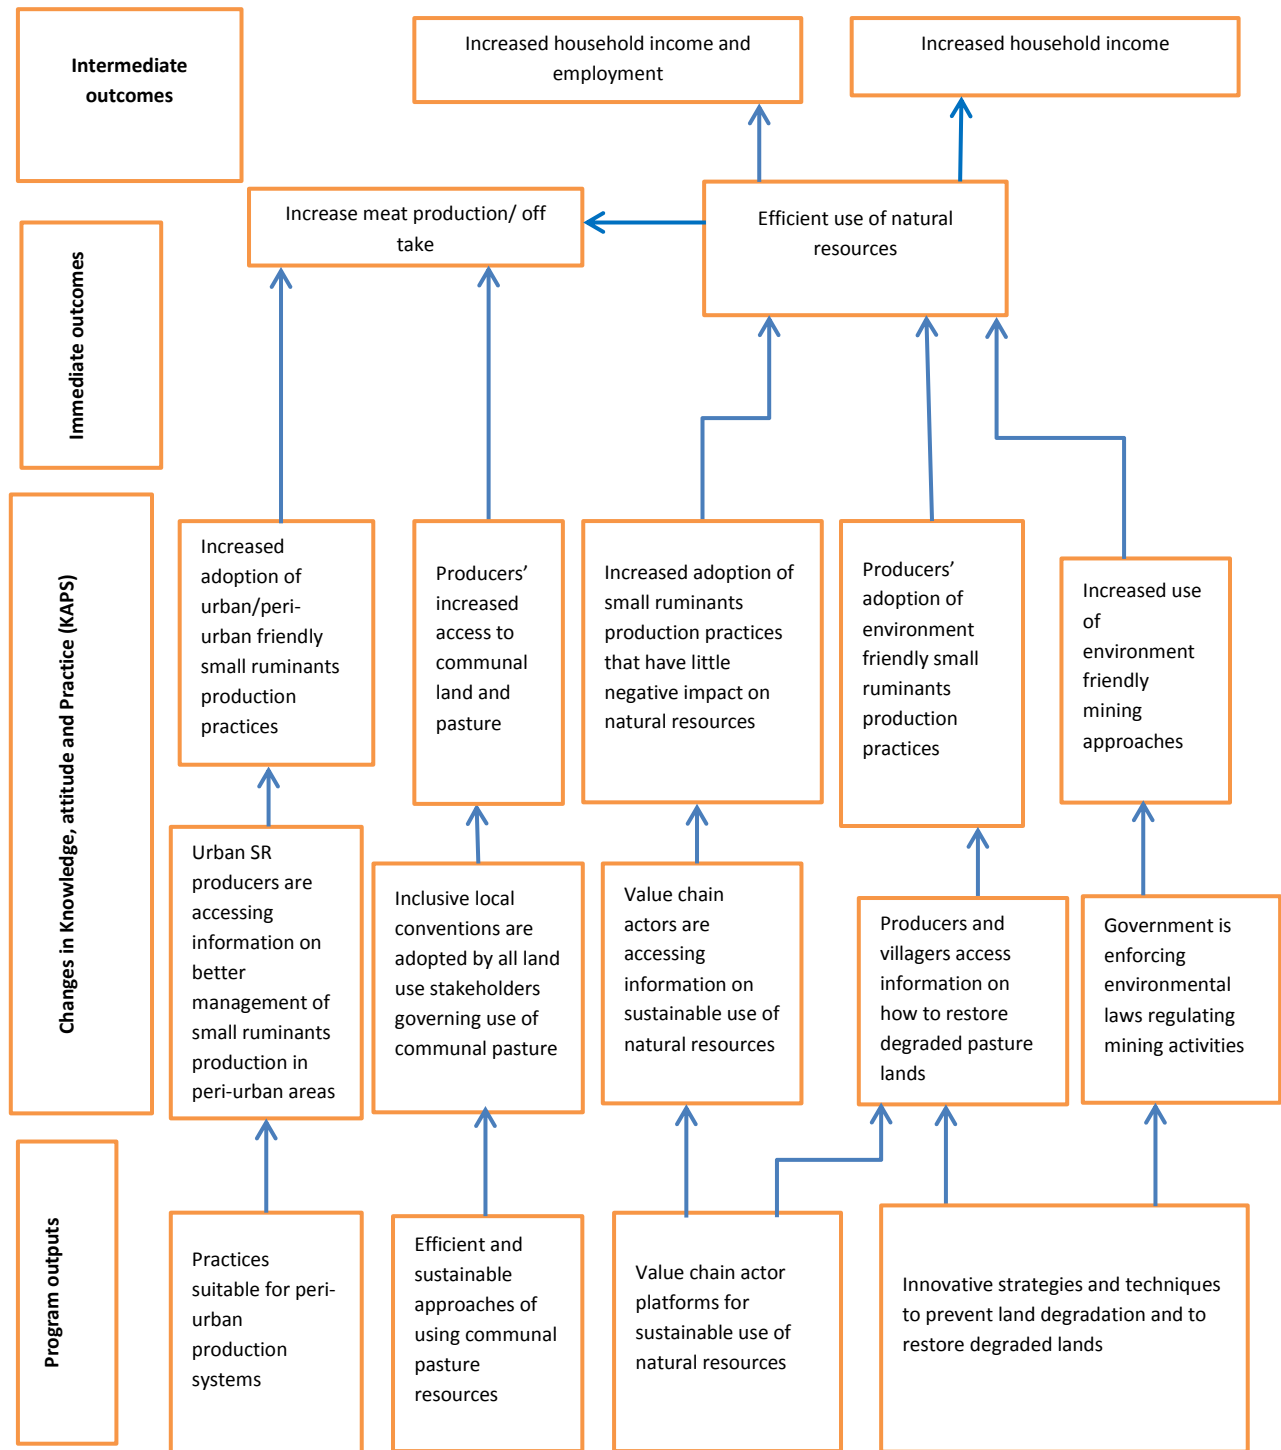 Intermediate
outcomes
Increased household income and
employment
Increased household income
Immediate outcomes
Increase meat production/ off
take
Efficient use of natural
resources
Changes in Knowledge, attitude and Practice (KAPS)
Increased
adoption of
urban/peri-
urban friendly
small ruminants
production
practices
Producers’
increased
access to
communal
land and
pasture
Increased adoption of
small ruminants
production practices
that have little
negative impact on
natural resources
Producers’
adoption of
environment
friendly small
ruminants
production
practices
Increased use
of
environment
friendly
mining
approaches
Urban SR
producers are
accessing
information on
better
management of
small ruminants
production in
peri-urban areas
Inclusive local
conventions are
adopted by all land
use stakeholders
governing use of
communal pasture
Value chain
actors are
accessing
information on
sustainable use of
natural resources
Producers and
villagers access
information on
how to restore
degraded pasture
lands
Government is
enforcing
environmental
laws regulating
mining activities
Program outputs
Practices
suitable for peri-
urban
production
systems
Efficient and
sustainable
approaches of
using communal
pasture
resources
Value chain actor
platforms for
sustainable use of
natural resources
Innovative strategies and techniques
to prevent land degradation and to
restore degraded lands